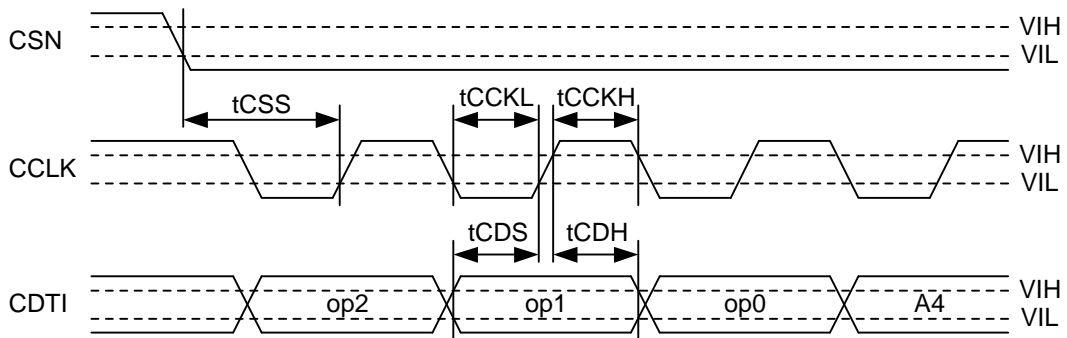 CSN
VIH
VIL
tCSS
tCCKL
tCCKH
CCLK
VIH
VIL
tCDS
tCDH
CDTI
op2
op1
op0
A4
VIH
VIL